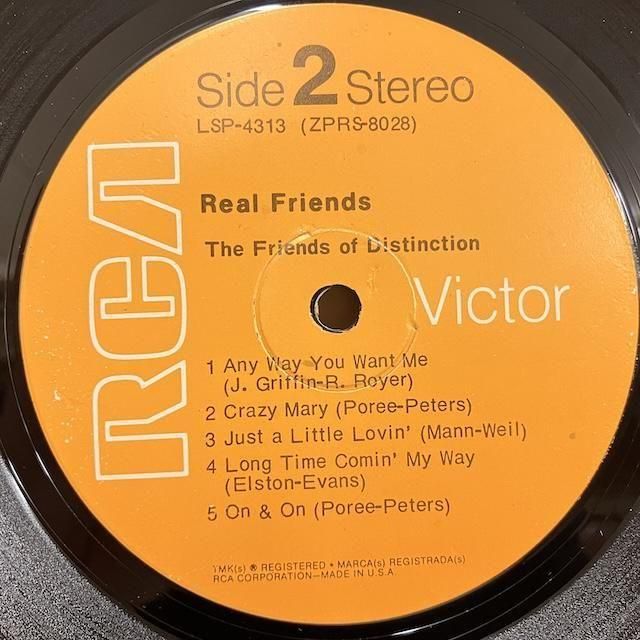 Side 2 Stereo
LSP-4313 (ZPRS-8028)
Real Friends
The Friends of Distinction
RCA
Victor
1 Any Way You Want Me
(J. Griffin-R. Royer)
2 Crazy Mary (Poree-Peters)
3 Just a Little Lovin' (Mann-Weil)
4 Long Time Comin' My Way
(Elston-Evans)
5 On & On (Poree-Peters)
TMK(s) ® REGISTERED • MARCA(s) REGISTRADA(s)
RCA CORPORATION—MADE IN U.S.A.